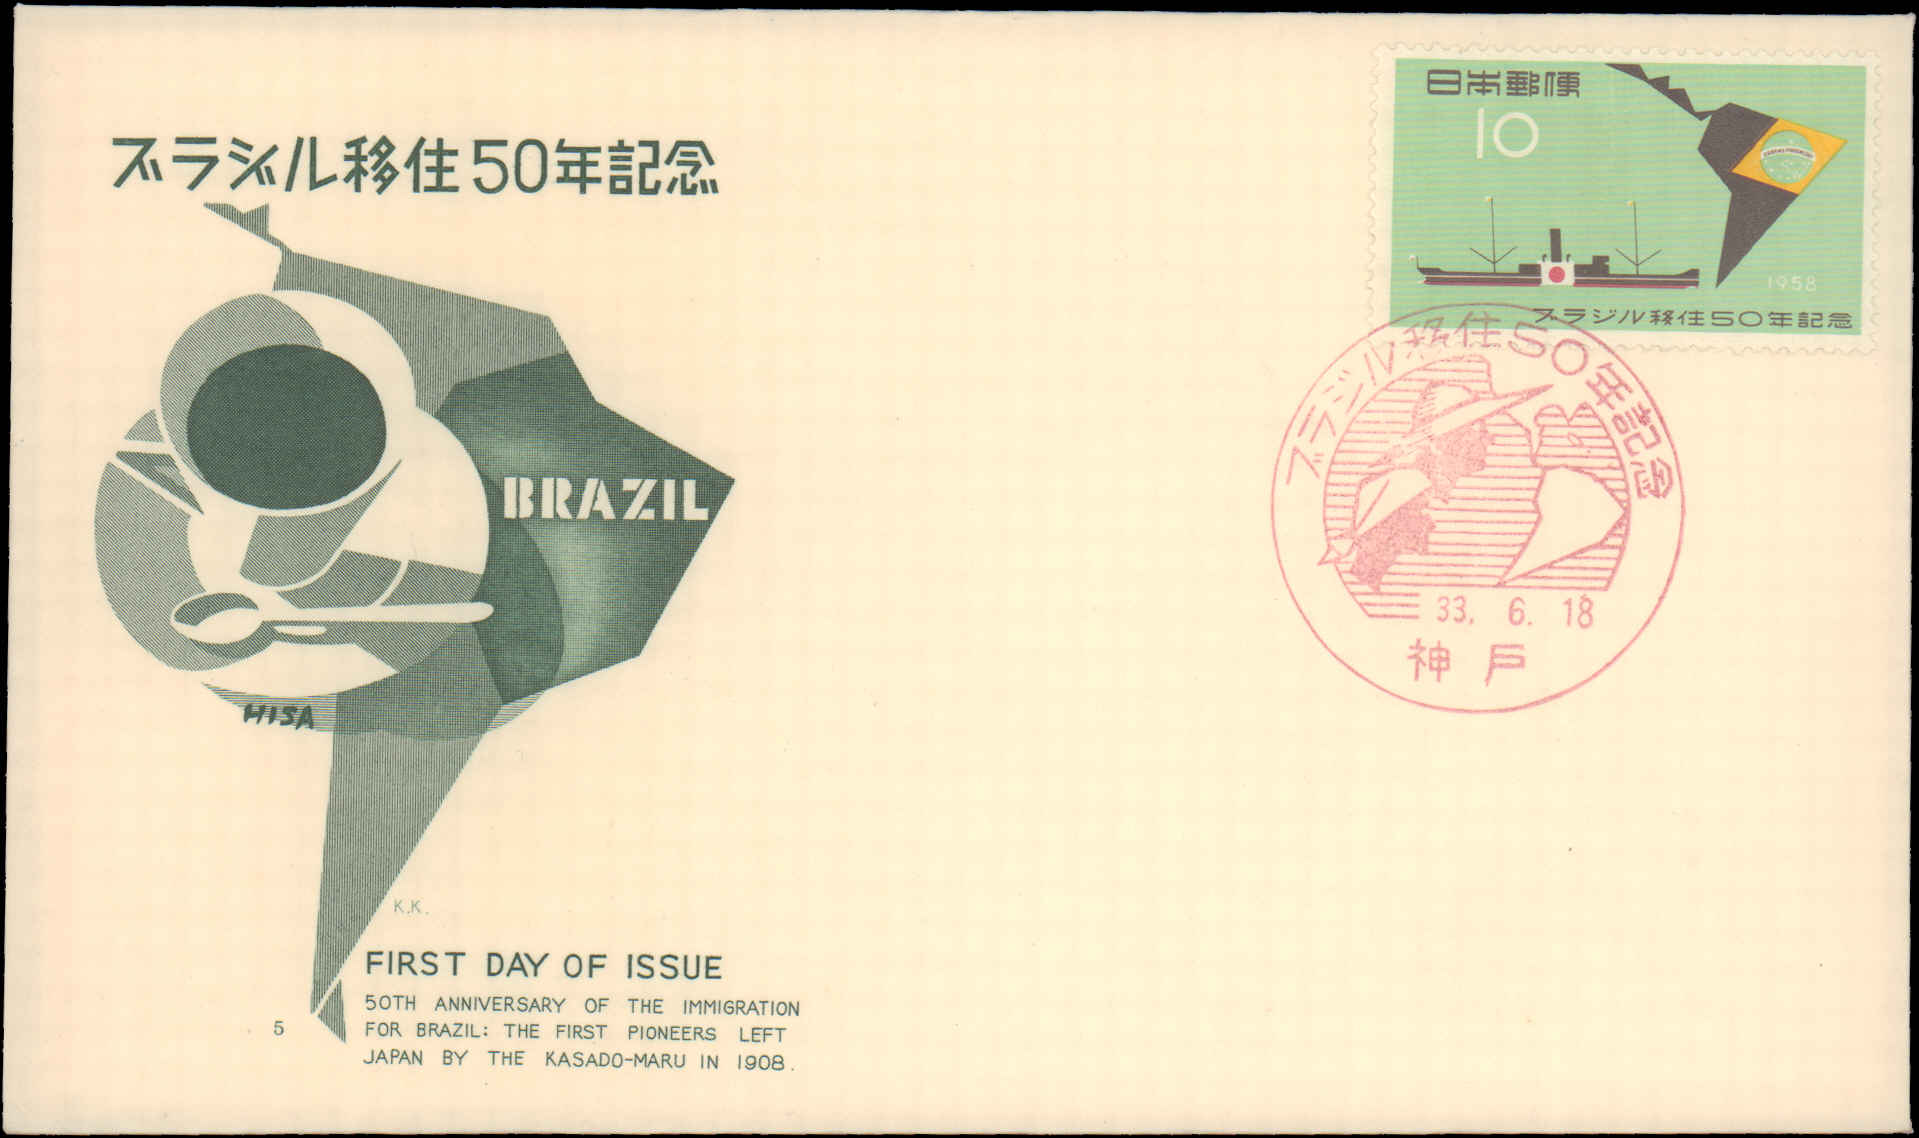 ブラジル移住50年記念
BRAZIL
HISA
K.K.
FIRST DAY OF ISSUE
50TH ANNIVERSARY OF THE IMMIGRATION
FOR BRAZIL: THE FIRST PIONEERS LEFT
JAPAN BY THE KASADO-MARU IN 1908.
5
日本郵便
10
1958
ブラジル移住50年記念
ブラジル移住50年記念
33. 6. 18
神戸